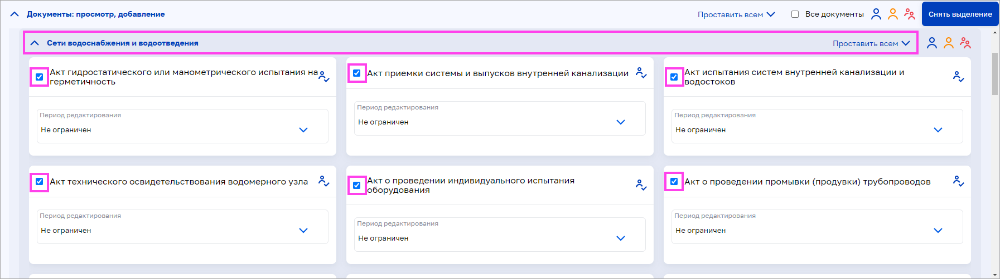 Документы: просмотр, добавление
Проставить всем
Все документы
Снять выделение
Сети водоснабжения и водоотведения
Проставить всем
Акт гидростатического или манометрического испытания на
герметичность
Период редактирования
Не ограничен
Акт приемки системы и выпусков внутренней канализации
Период редактирования
Не ограничен
Акт испытания систем внутренней канализации и
водостоков
Период редактирования
Не ограничен
Акт технического освидетельствования водомерного узла
Период редактирования
Не ограничен
Акт о проведении индивидуального испытания
оборудования
Период редактирования
Не ограничен
Акт о проведении промывки (продувки) трубопроводов
Период редактирования
Не ограничен